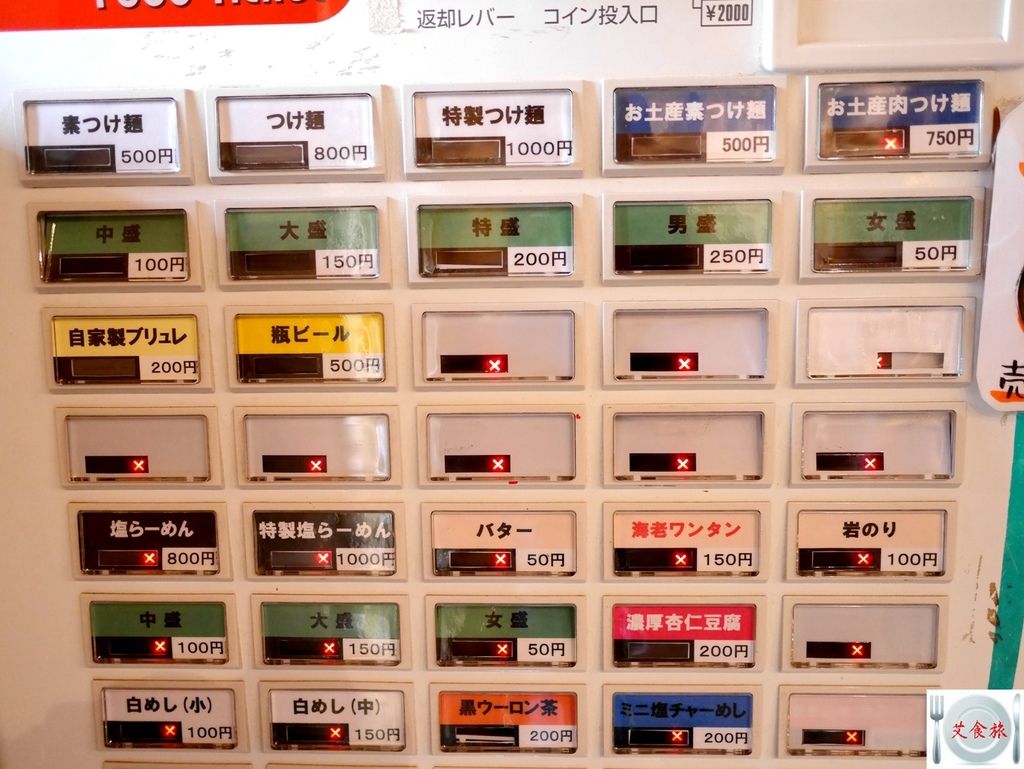 Food Ticket
返却レバー コイン投入口 ¥2000
素つけ麺 500円
つけ麺 800円
特製つけ麺 1000円
お土産素つけ麺 500円
お土産肉つけ麺 750円
中盛 100円
大盛 150円
特盛 200円
男盛 250円
女盛 50円
自家製ブリュレ 200円
瓶ビール 500円
売
塩らーめん 800円
特製塩らーめん 1000円
バター 50円
海老ワンタン 150円
岩のり 100円
中盛 100円
大盛 150円
女盛 50円
濃厚杏仁豆腐 200円
白めし(小) 100円
白めし(中) 150円
黒ウーロン茶 200円
ミニ塩チャーめし 200円
艾食旅